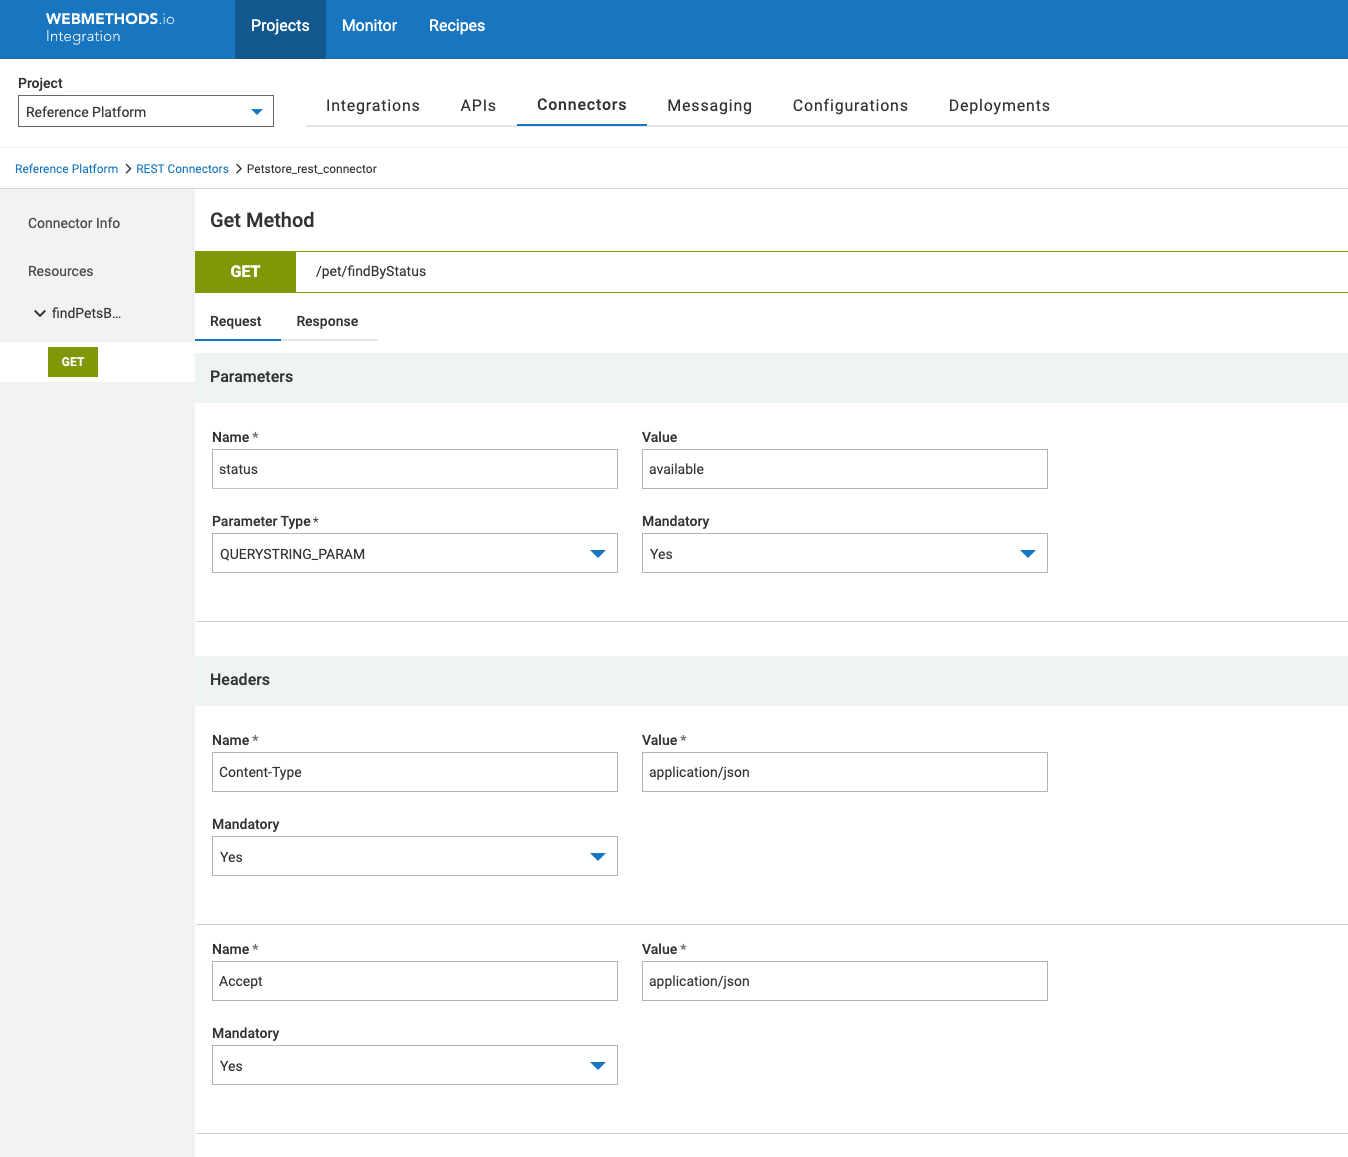 WEBMETHODS.io
Integration
Projects Monitor Recipes
Project
Reference Platform
Integrations APIs Connectors Messaging Configurations Deployments
Reference Platform > REST Connectors > Petstore_rest_connector
Connector Info
Resources
findPetsB...
GET
Get Method
GET /pet/findByStatus
Request Response
Parameters
Name * Value
status available
Parameter Type * Mandatory
QUERYSTRING_PARAM Yes
Headers
Name * Value *
Content-Type application/json
Mandatory
Yes
Name * Value *
Accept application/json
Mandatory
Yes